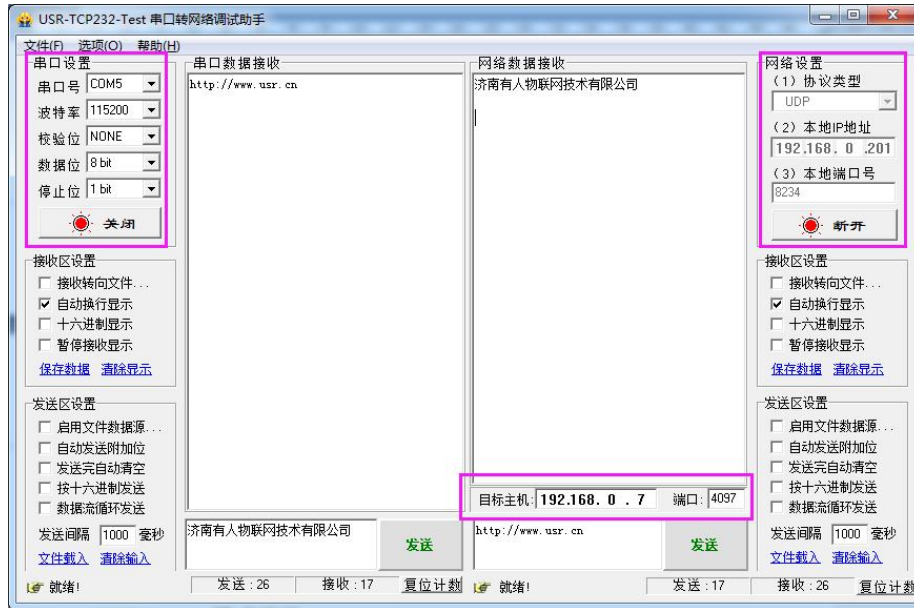 USR-TCP232-Test 串口转网络调试助手
文件(F) 选项(O) 帮助(H)
串口设置
串口号 COM5
波特率 115200
校验位 NONE
数据位 8 bit
停止位 1 bit
关闭
接收区设置
接收转向文件...
自动换行显示
十六进制显示
暂停接收显示
保存数据 清除显示
发送区设置
启用文件数据源...
自动发送附加位
发送完自动清空
按十六进制发送
数据流循环发送
发送间隔 1000 毫秒
文件载入 清除输入
就绪!
串口数据接收
http://www.usr.cn
济南有人物联网技术有限公司
发送
发送:26 接收:17 复位计数
网络数据接收
济南有人物联网技术有限公司
目标主机: 192.168. 0 . 7 端口: 4097
http://www.usr.cn
发送
就绪!
发送:17 接收:26 复位计数
网络设置
(1) 协议类型
UDP
(2) 本地IP地址
192.168. 0 .201
(3) 本地端口号
8234
断开
接收区设置
接收转向文件...
自动换行显示
十六进制显示
暂停接收显示
保存数据 清除显示
发送区设置
启用文件数据源...
自动发送附加位
发送完自动清空
按十六进制发送
数据流循环发送
发送间隔 1000 毫秒
文件载入 清除输入